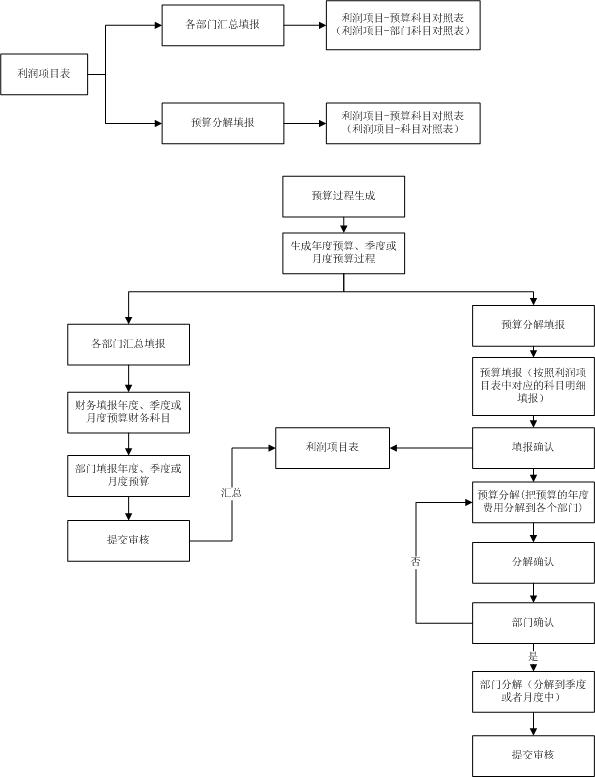 各部门汇总填报
利润项目-预算科目对照表
（利润项目-部门科目对照表）
利润项目表
预算分解填报
利润项目-预算科目对照表
（利润项目-科目对照表）
预算过程生成
生成年度预算、季度或
月度预算过程
各部门汇总填报
财务填报年度、季度或
月度预算财务科目
部门填报年度、季度或
月度预算
提交审核
汇总
利润项目表
预算分解填报
预算填报（按照利润项
目表中对应的科目明细
填报）
填报确认
预算分解(把预算的年度
费用分解到各个部门)
分解确认
否
部门确认
是
部门分解（分解到季度
或者月度中）
提交审核